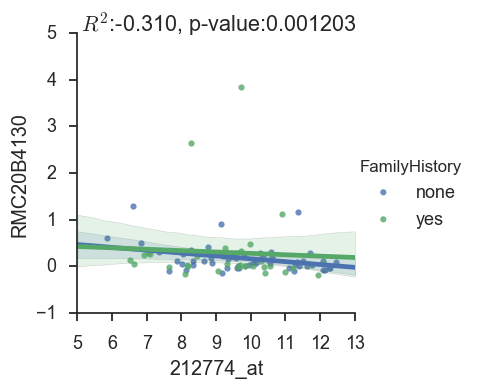 R²:-0.310, p-value:0.001203
5
4
3
2
1
0
−1
RMC20B4130
5 6 7 8 9 10 11 12 13
212774_at
FamilyHistory
none
yes